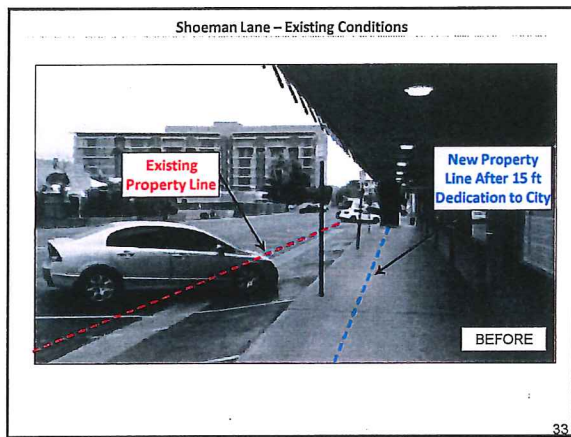 Shoeman Lane – Existing Conditions
Existing
Property Line
New Property
Line After 15 ft
Dedication to City
BEFORE
33